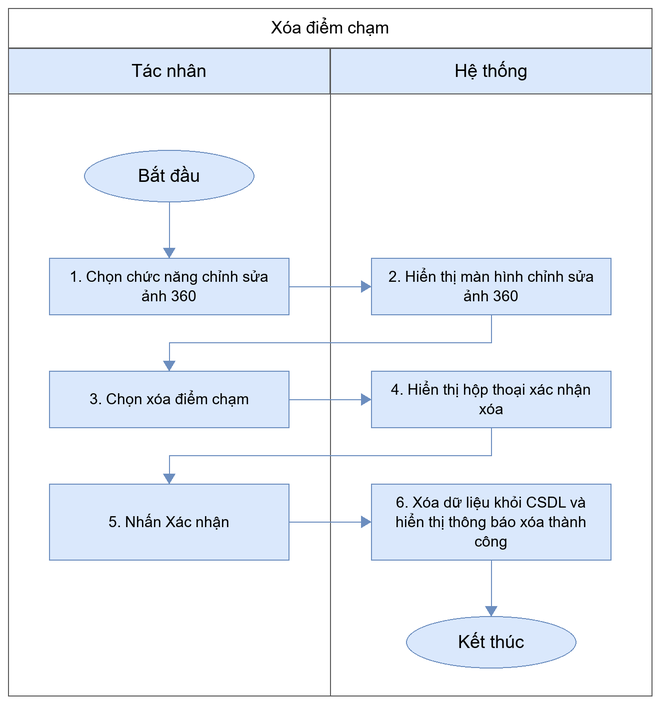 Xóa điểm chạm
Tác nhân
Hệ thống
Bắt đầu
1. Chọn chức năng chỉnh sửa
ảnh 360
2. Hiển thị màn hình chỉnh sửa
ảnh 360
3. Chọn xóa điểm chạm
4. Hiển thị hộp thoại xác nhận
xóa
5. Nhấn Xác nhận
6. Xóa dữ liệu khỏi CSDL và
hiển thị thông báo xóa thành
công
Kết thúc